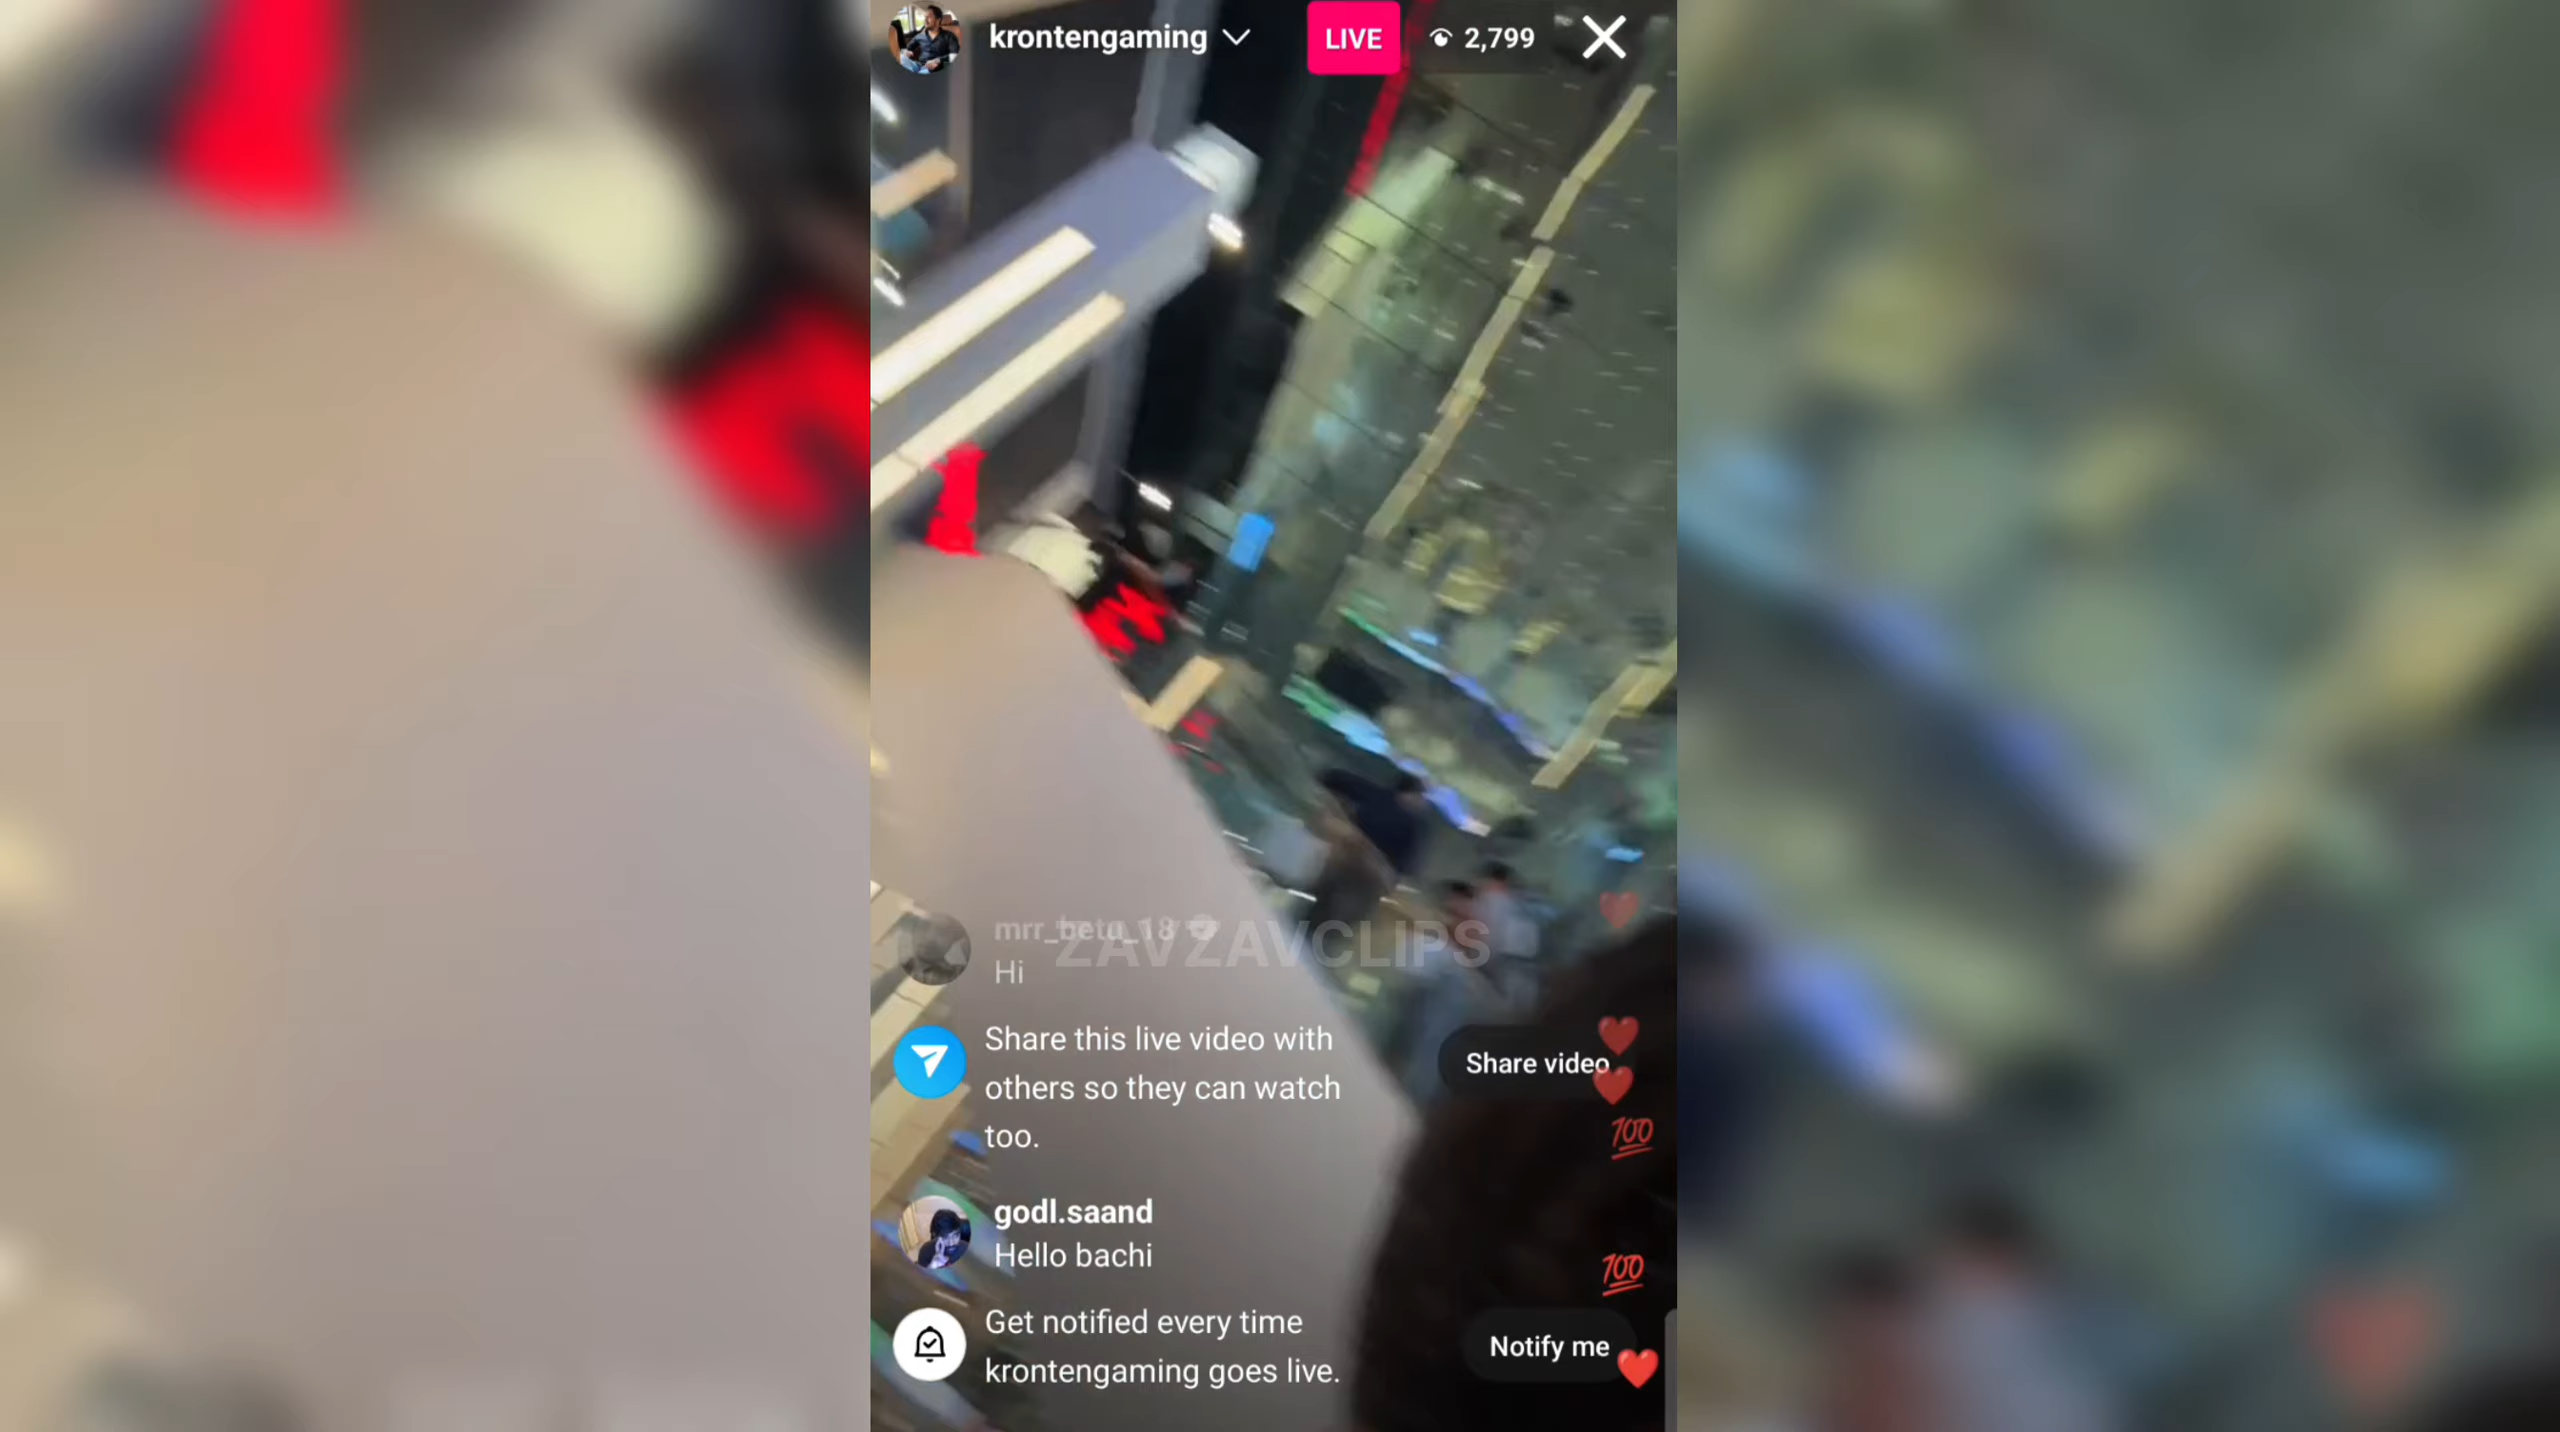 krontengaming
LIVE
2,799
mrr_betu_18
ZAVZAVCLIPS
Hi
Share this live video with
others so they can watch
too.
Share video
💯
godl.saand
Hello bachi
💯
Get notified every time
krontengaming goes live.
Notify me